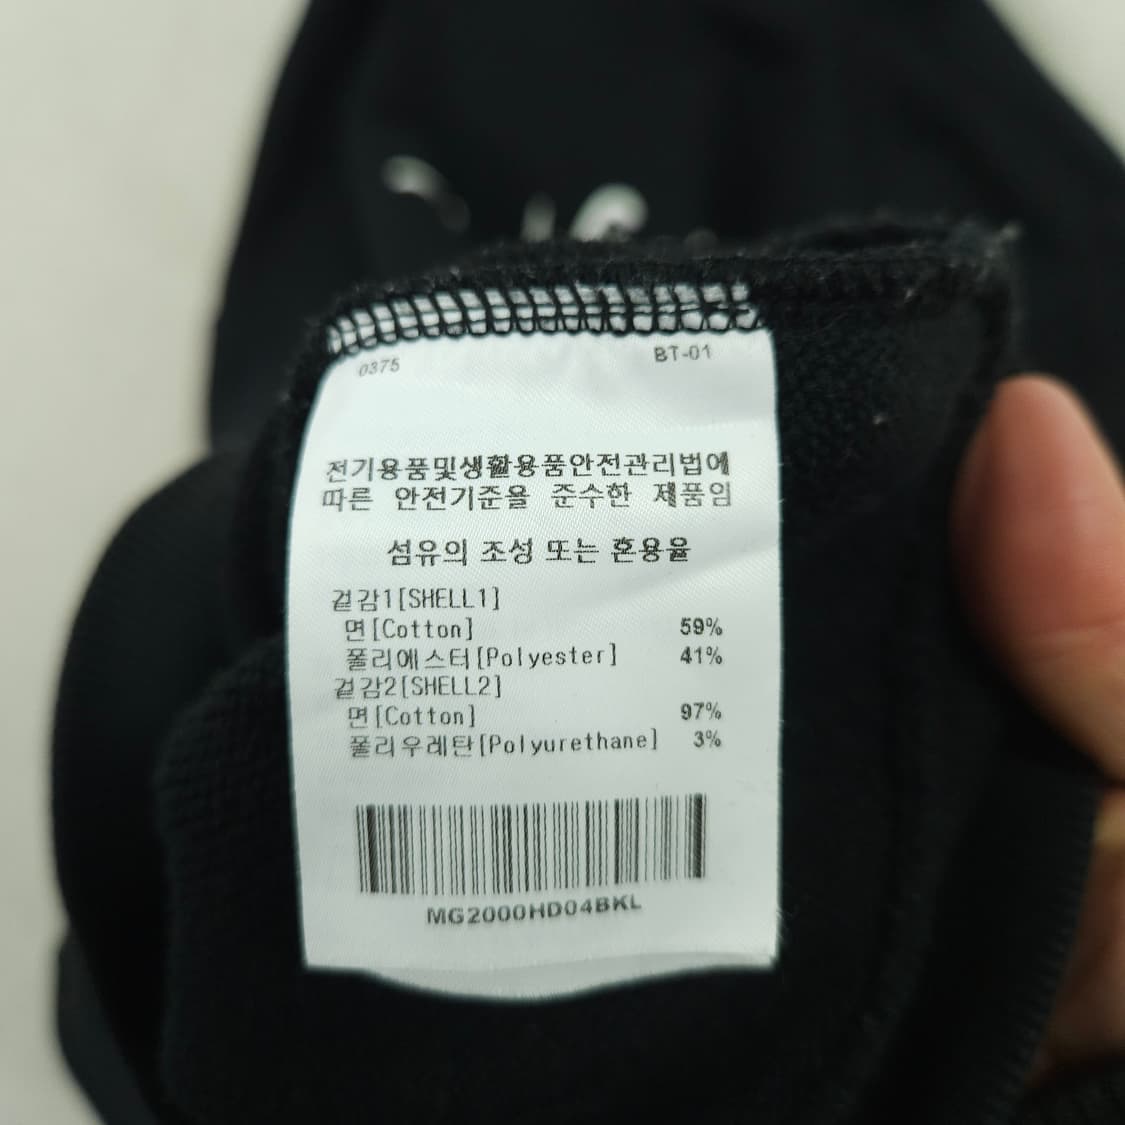 0375 BT-01
전기용품및생활용품안전관리법에
따른 안전기준을 준수한 제품임
섬유의 조성 또는 혼용율
겉감1[SHELL1]
면[Cotton] 59%
폴리에스터[Polyester] 41%
겉감2[SHELL2]
면[Cotton] 97%
폴리우레탄[Polyurethane] 3%
MG2000HD04BKL